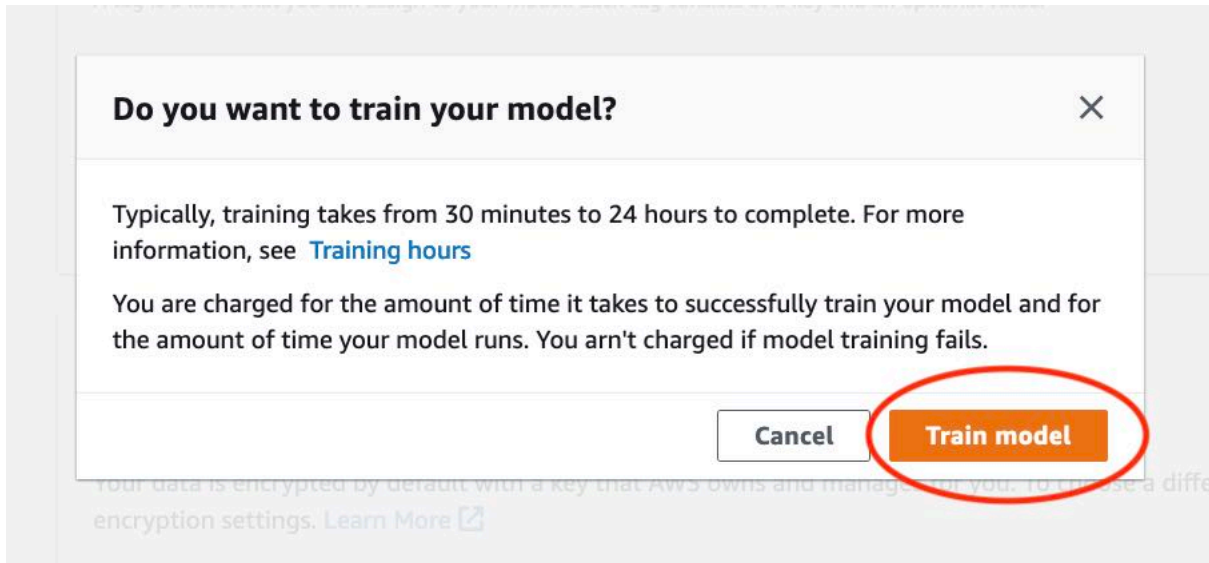 Do you want to train your model?
Typically, training takes from 30 minutes to 24 hours to complete. For more
information, see Training hours
You are charged for the amount of time it takes to successfully train your model and for
the amount of time your model runs. You arn't charged if model training fails.
Cancel Train model
Your data is encrypted by default with a key that AWS owns and manages for you. To choose a diffe
encryption settings. Learn More